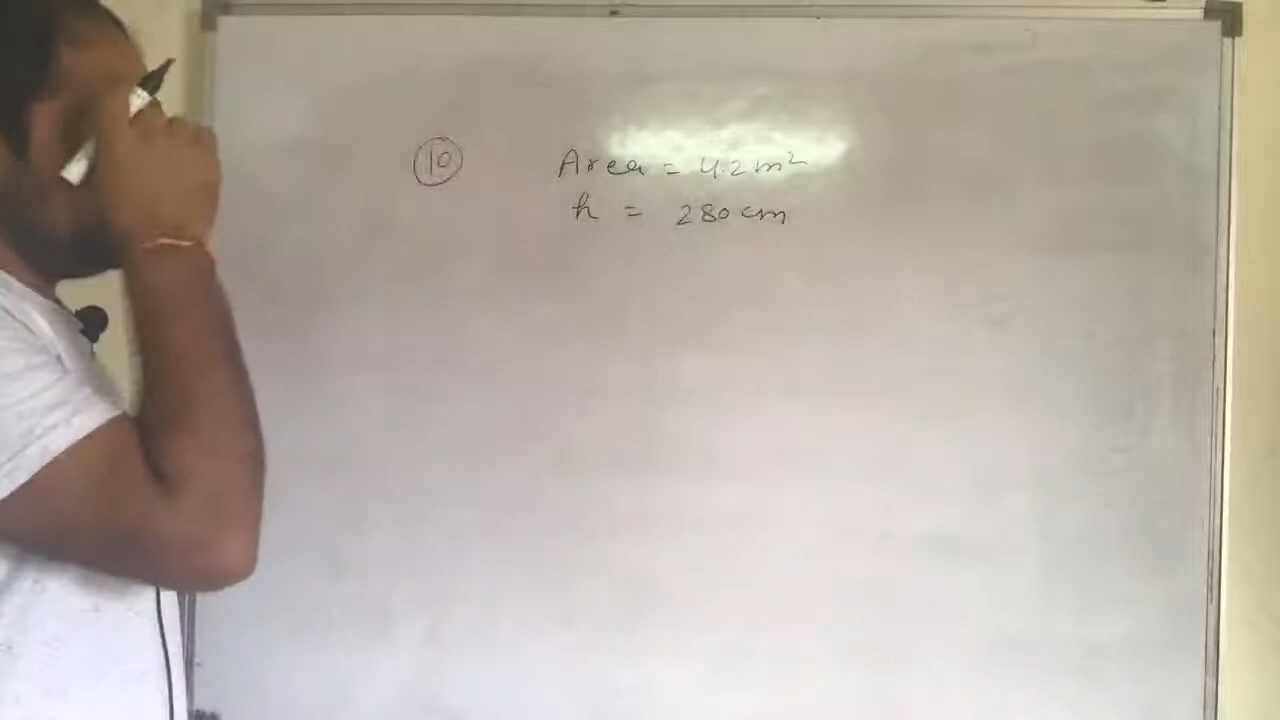 10 Area = 4.2 m²
h = 280 cm